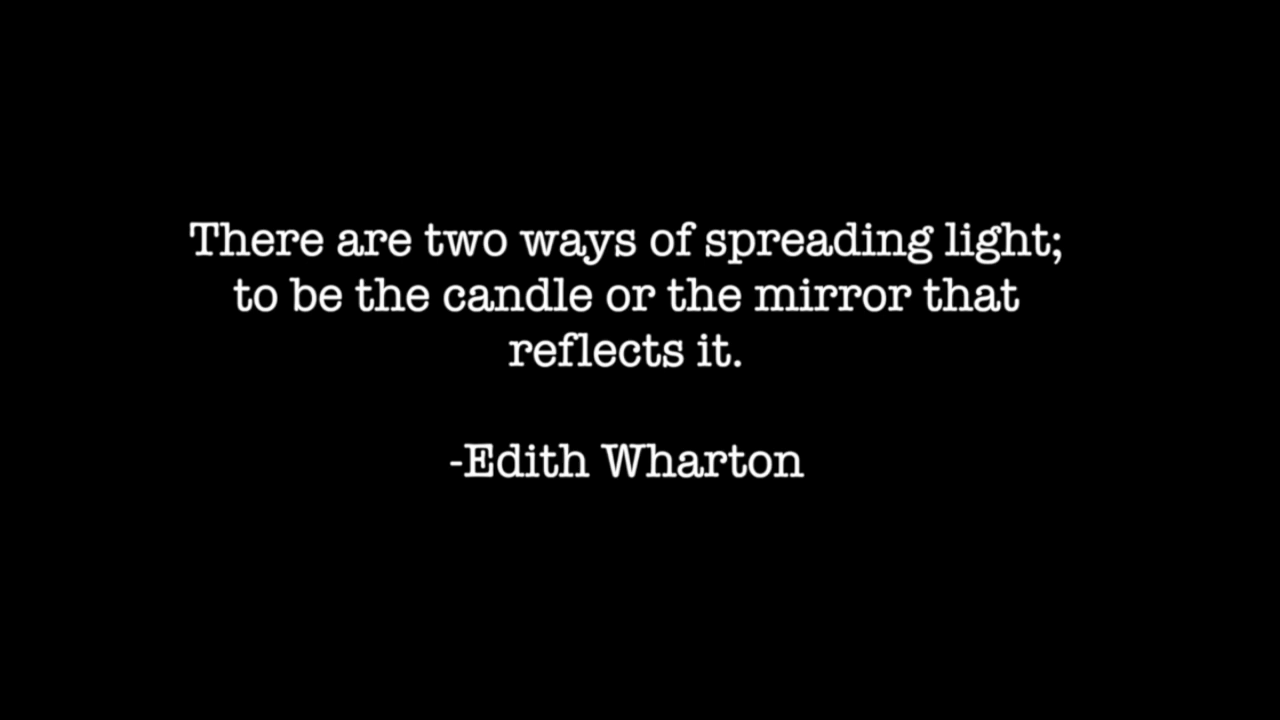 There are two ways of spreading light;
to be the candle or the mirror that
reflects it.
-Edith Wharton